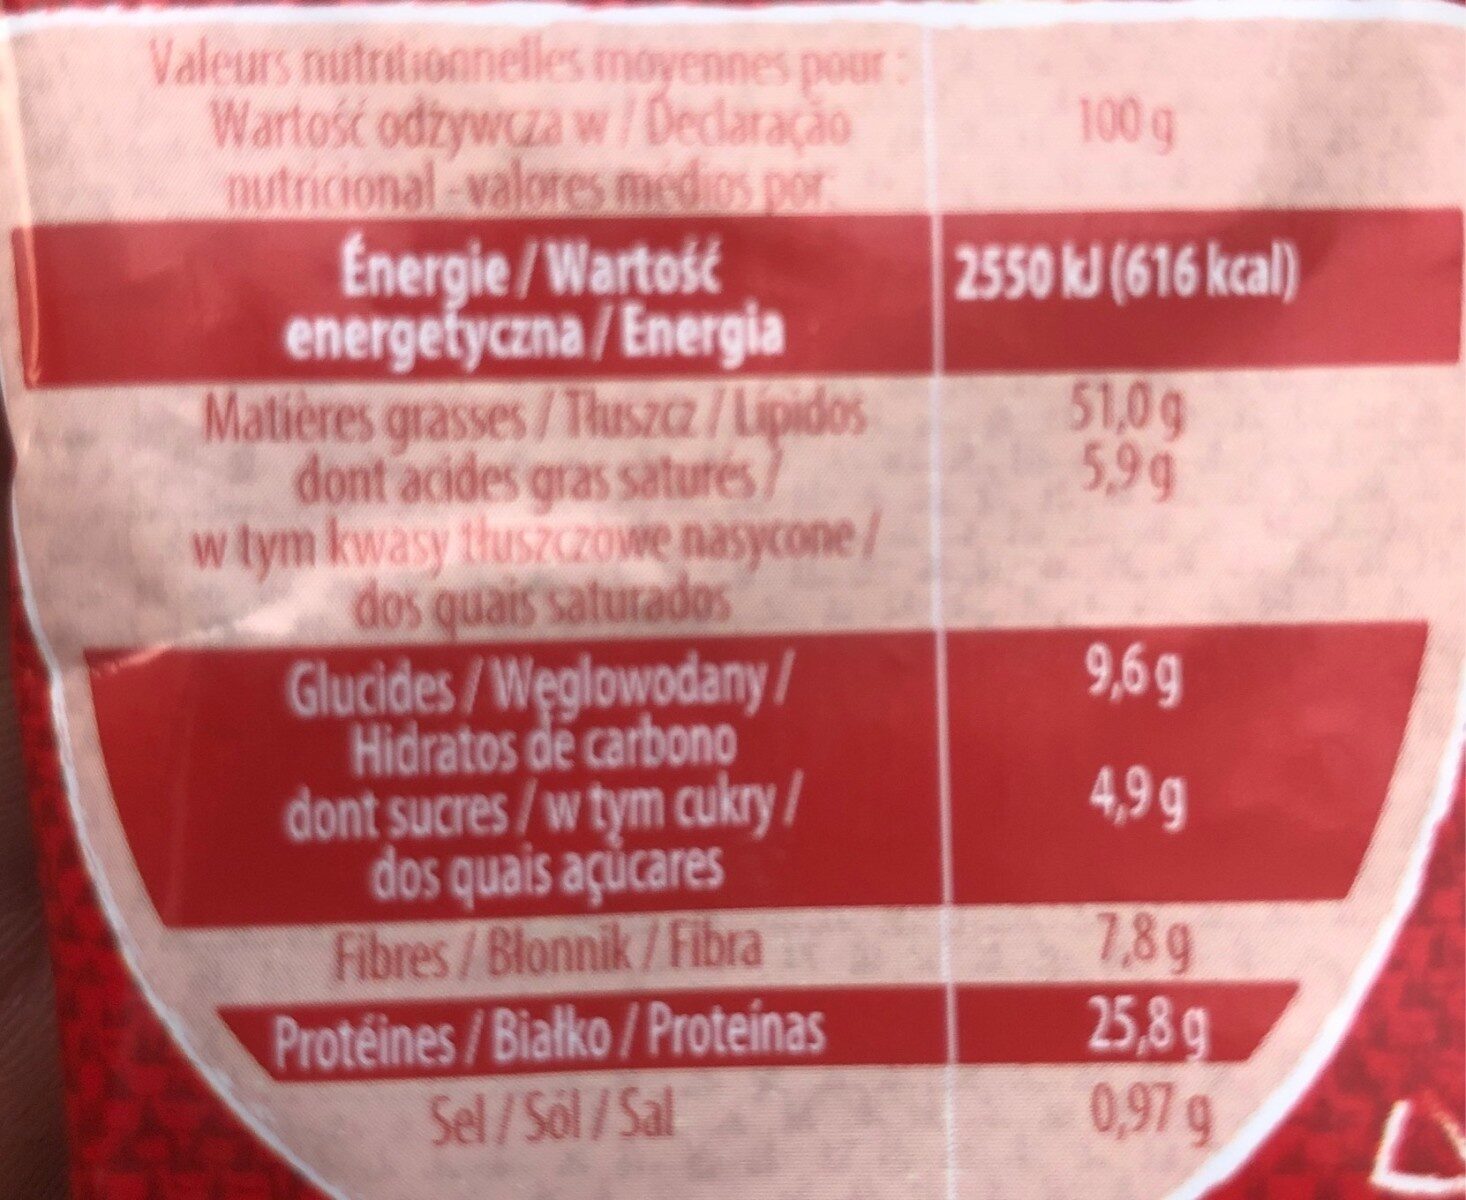 Valeurs nutritionnelles moyennes pour :
Wartość odżywcza w / Declaração
nutricional -valores médios por:
100 g
Énergie / Wartość
energetyczna / Energia
2550 kJ (616 kcal)
Matières grasses / Tłuszcz / Lípidos
51,0 g
dont acides gras saturés /
5,9 g
w tym kwasy tłuszczowe nasycone /
dos quais saturados
Glucides / Węglowodany /
9,6 g
Hidratos de carbono
dont sucres / w tym cukry /
4,9 g
dos quais açúcares
Fibres / Błonnik / Fibra
7,8 g
Protéines / Białko / Proteínas
25,8 g
Sel / Sól / Sal
0,97 g